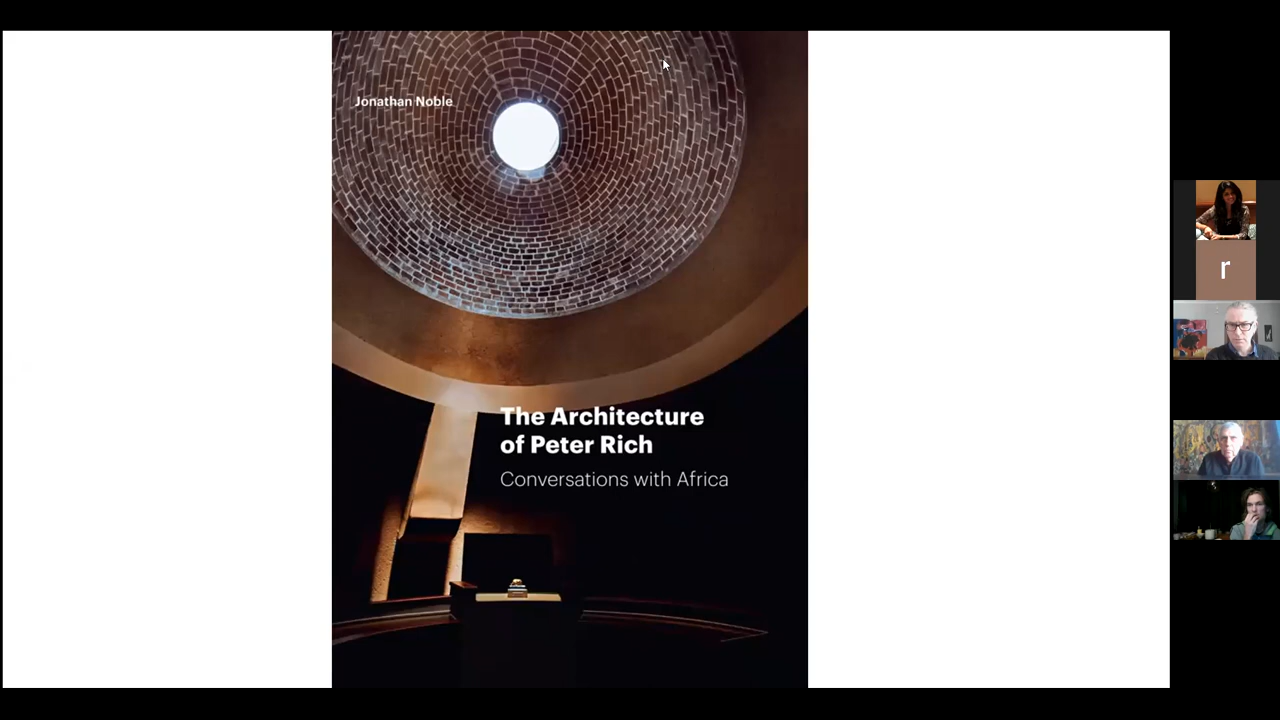 Jonathan Noble
The Architecture
of Peter Rich
Conversations with Africa
r